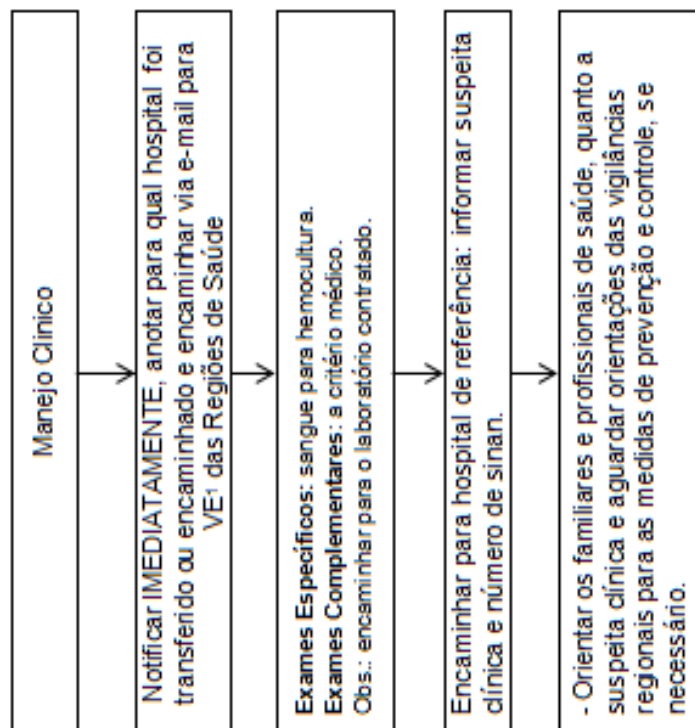 Manejo Clínico
Notificar IMEDIATAMENTE, anotar para qual hospital foi
transferido ou encaminhado e encaminhar via e-mail para
VE¹ das Regiões de Saúde
Exames Específicos: sangue para hemocultura.
Exames Complementares: a critério médico.
Obs.: encaminhar para o laboratório contratado.
Encaminhar para hospital de referência: informar suspeita
clínica e número de sinan.
- Orientar os familiares e profissionais de saúde, quanto a
suspeita clínica e aguardar orientações das vigilâncias
regionais para as medidas de prevenção e controle, se
necessário.